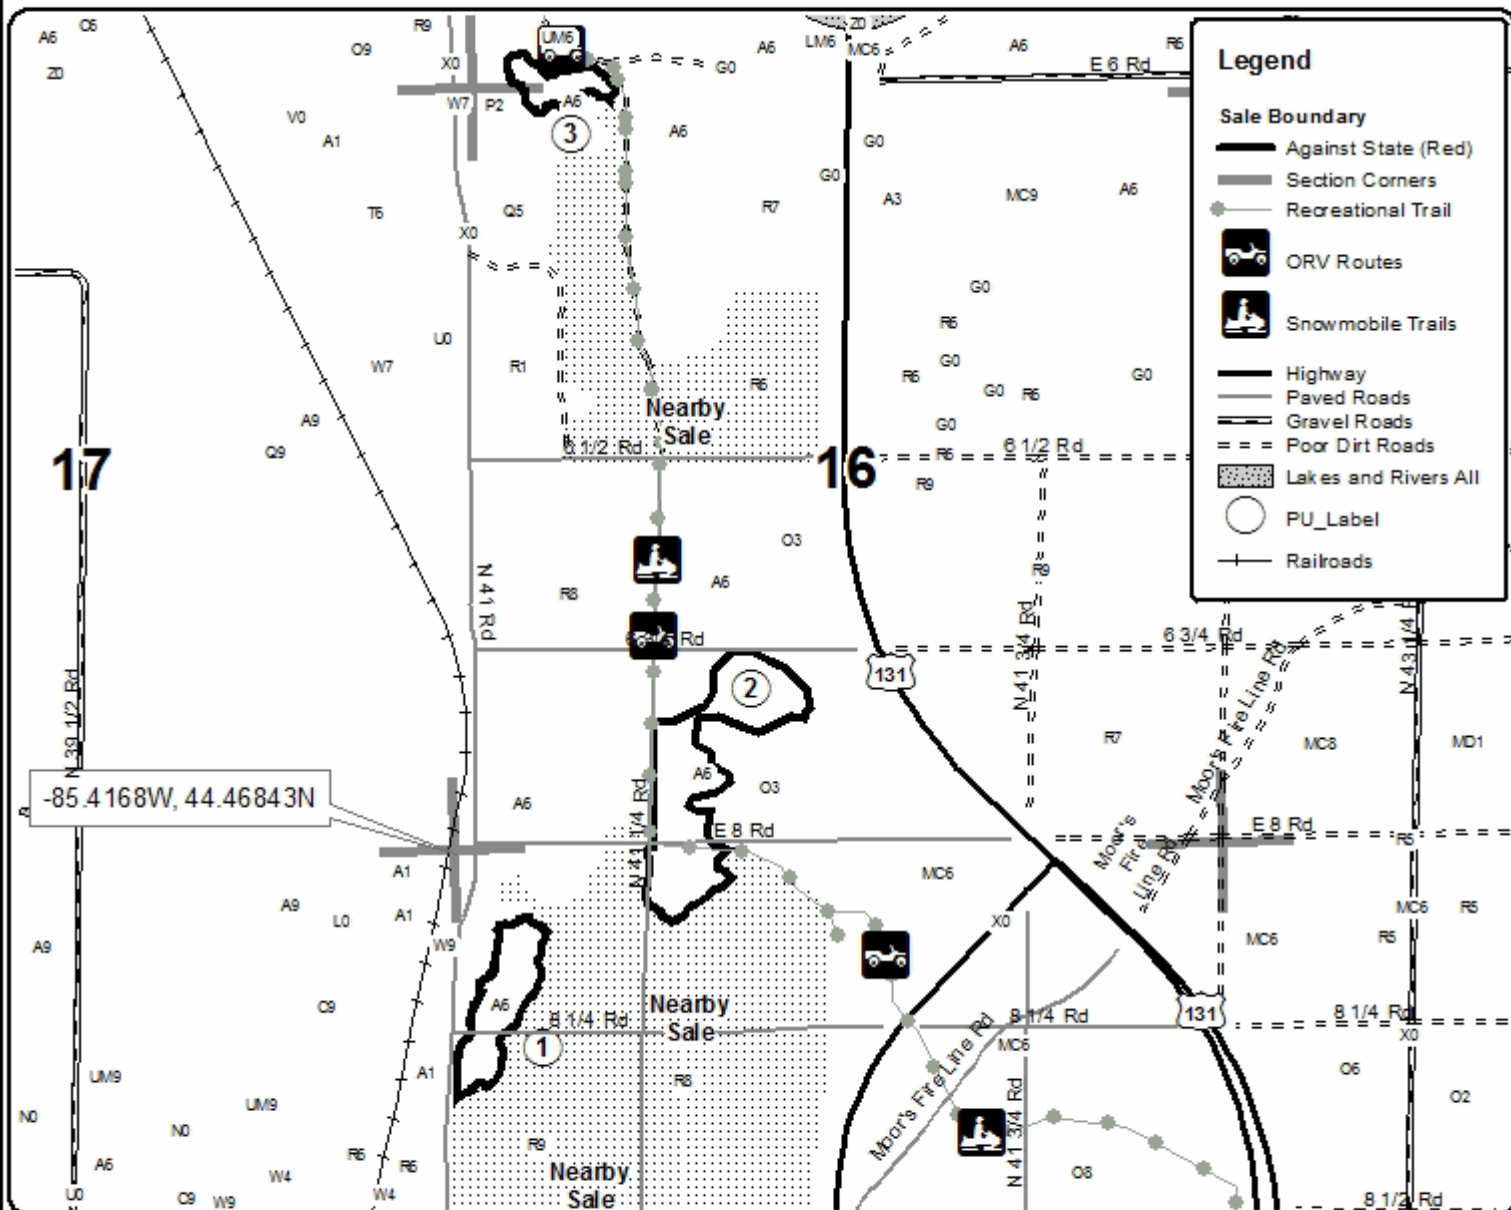 C6
R9
A6
O9
X0
Z0
UM6
A6
LM6
MC6
Z0
A6
R6
E 6 Rd
G0
W7
P2
A6
3
V0
A1
A6
G0
G0
T6
Q5
X0
R7
A3
MC9
A6
G0
U0
R6
W7
R1
R6
G0
R6
G0
R6
G0
A9
Q9
Nearby
Sale
G0
R6
R9
17
6 1/2 Rd
16
6 1/2 Rd
O3
N 41 Rd
R8
A6
R9
N 41 3/4 Rd
6 3/4 Rd
N 43 1/4 R
131
2
N 39 1/2 Rd
Moor's Fire Line Rd
R7
MC8
MD1
-85.4168W, 44.46843N
A6
A6
O3
N 41 1/4 Rd
E 8 Rd
E 8 Rd
R6
Moor's
Fire
Line Rd
A1
MC6
A9
L0
A1
W9
A9
X0
MC6
MC6
R5
R5
C9
A6
8 1/4 Rd
1
Nearby
Sale
8 1/4 Rd
131
8 1/4 Rd
X0
MC6
Moor's Fire Line Rd
N 41 3/4 Rd
O6
O2
A1
R8
UM9
UM9
N0
N0
R9
R6
R6
A6
W4
W4
U0
C9
W9
Nearby
Sale
O8
8 1/2 Rd
Legend
Sale Boundary
Against State (Red)
Section Corners
Recreational Trail
ORV Routes
Snowmobile Trails
Highway
Paved Roads
Gravel Roads
Poor Dirt Roads
Lakes and Rivers All
PU_Label
Railroads